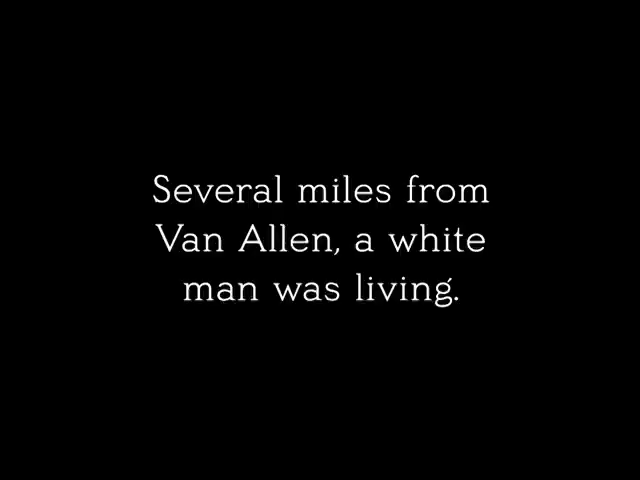 Several miles from
Van Allen, a white
man was living.